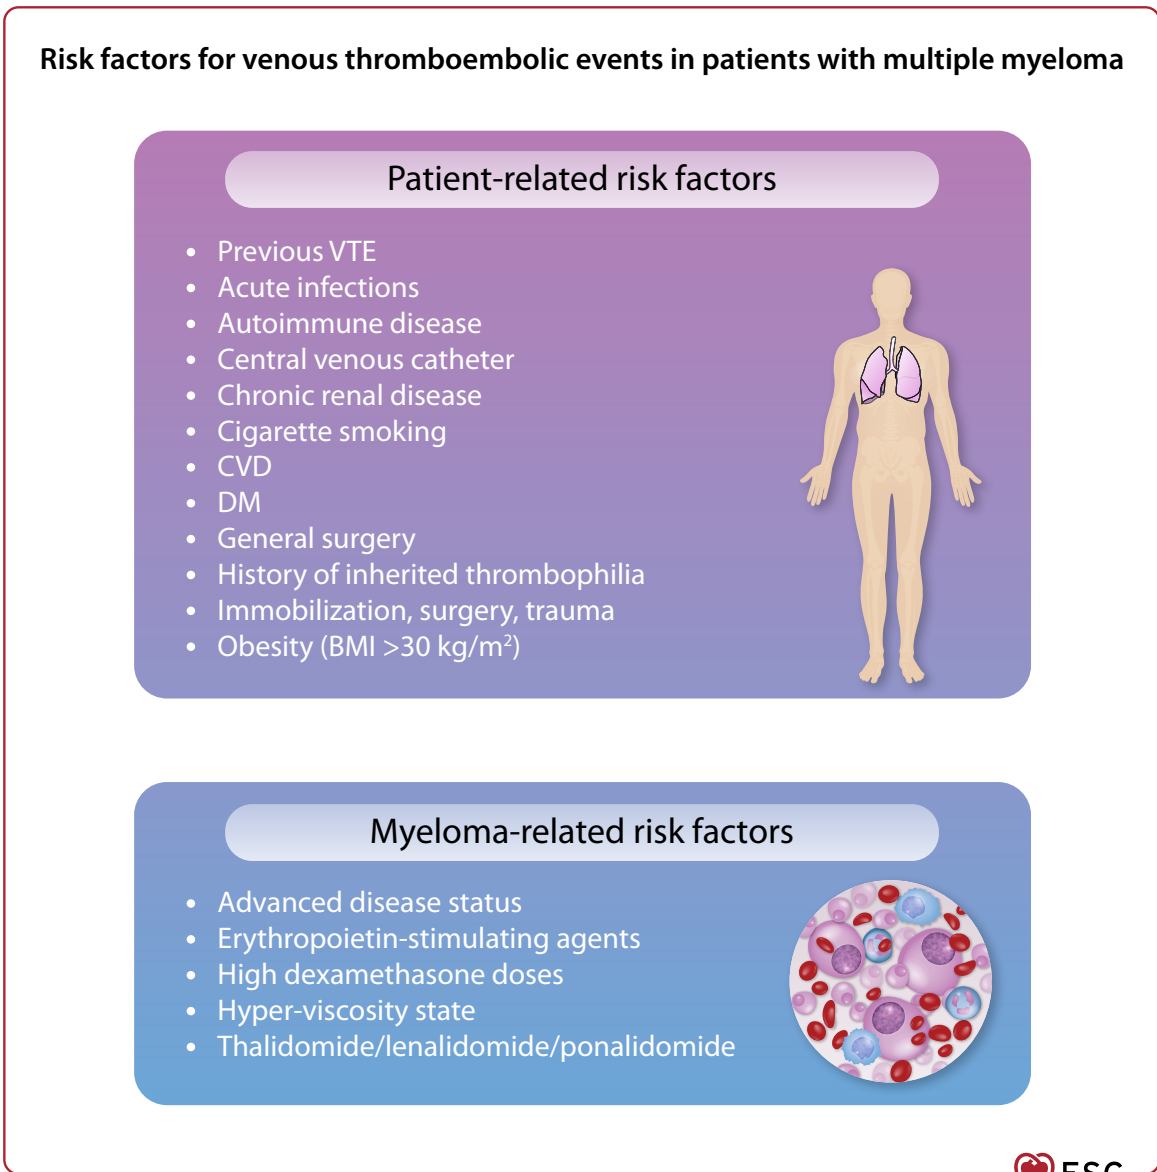 Risk factors for venous thromboembolic events in patients with multiple myeloma
Patient-related risk factors
• Previous VTE
• Acute infections
• Autoimmune disease
• Central venous catheter
• Chronic renal disease
• Cigarette smoking
• CVD
• DM
• General surgery
• History of inherited thrombophilia
• Immobilization, surgery, trauma
• Obesity (BMI >30 kg/m²)
Myeloma-related risk factors
• Advanced disease status
• Erythropoietin-stimulating agents
• High dexamethasone doses
• Hyper-viscosity state
• Thalidomide/lenalidomide/ponalidomide
ESC